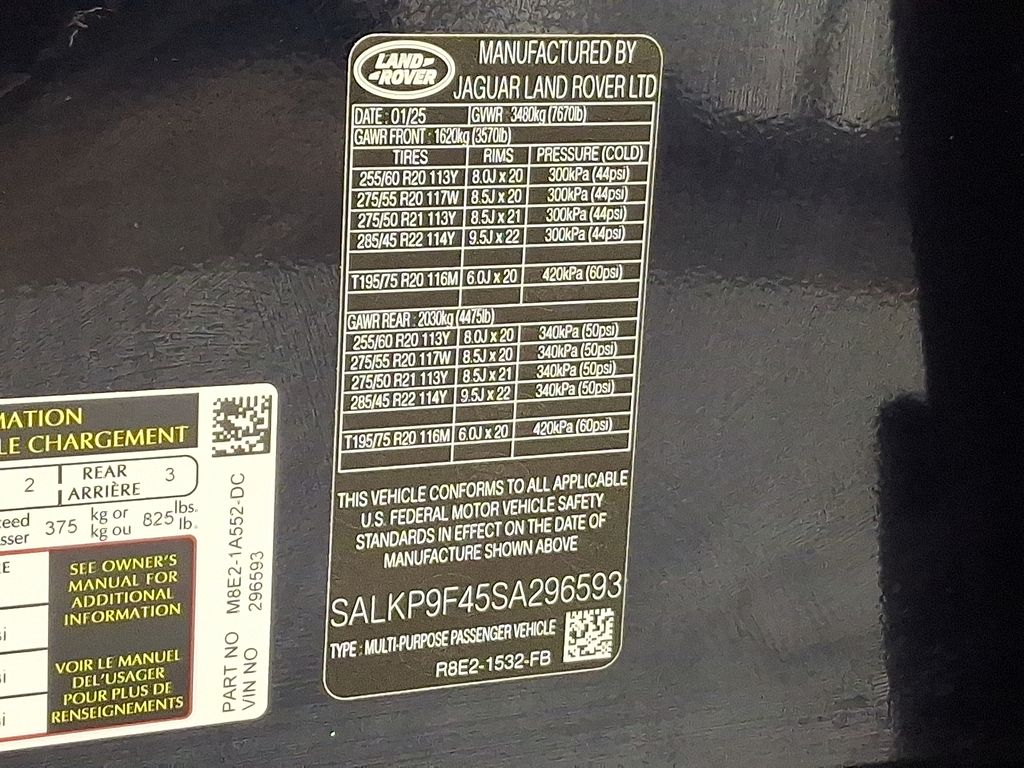 LAND ROVER
MANUFACTURED BY
JAGUAR LAND ROVER LTD
DATE : 01/25 GVWR : 3480kg (7670lb)
GAWR FRONT : 1620kg (3570lb)
TIRES RIMS PRESSURE (COLD)
255/60 R20 113Y 8.0J x 20 300kPa (44psi)
275/55 R20 117W 8.5J x 20 300kPa (44psi)
275/50 R21 113Y 8.5J x 21 300kPa (44psi)
285/45 R22 114Y 9.5J x 22 300kPa (44psi)
T195/75 R20 116M 6.0J x 20 420kPa (60psi)
GAWR REAR : 2030kg (4475lb)
255/60 R20 113Y 8.0J x 20 340kPa (50psi)
275/55 R20 117W 8.5J x 20 340kPa (50psi)
275/50 R21 113Y 8.5J x 21 340kPa (50psi)
285/45 R22 114Y 9.5J x 22 340kPa (50psi)
T195/75 R20 116M 6.0J x 20 420kPa (60psi)
THIS VEHICLE CONFORMS TO ALL APPLICABLE
U.S. FEDERAL MOTOR VEHICLE SAFETY
STANDARDS IN EFFECT ON THE DATE OF
MANUFACTURE SHOWN ABOVE
SALKP9F45SA296593
TYPE : MULTI-PURPOSE PASSENGER VEHICLE
R8E2-1532-FB
MATION
LE CHARGEMENT
2 REAR 3
ARRIÈRE
ceed 375 kg or 825 lbs.
sser kg ou lb.
RE
SEE OWNER'S
MANUAL FOR
ADDITIONAL
INFORMATION
si
VOIR LE MANUEL
DEL'USAGER
POUR PLUS DE
RENSEIGNEMENTS
si
si
PART NO M8E2-1A552-DC
VIN NO 296593